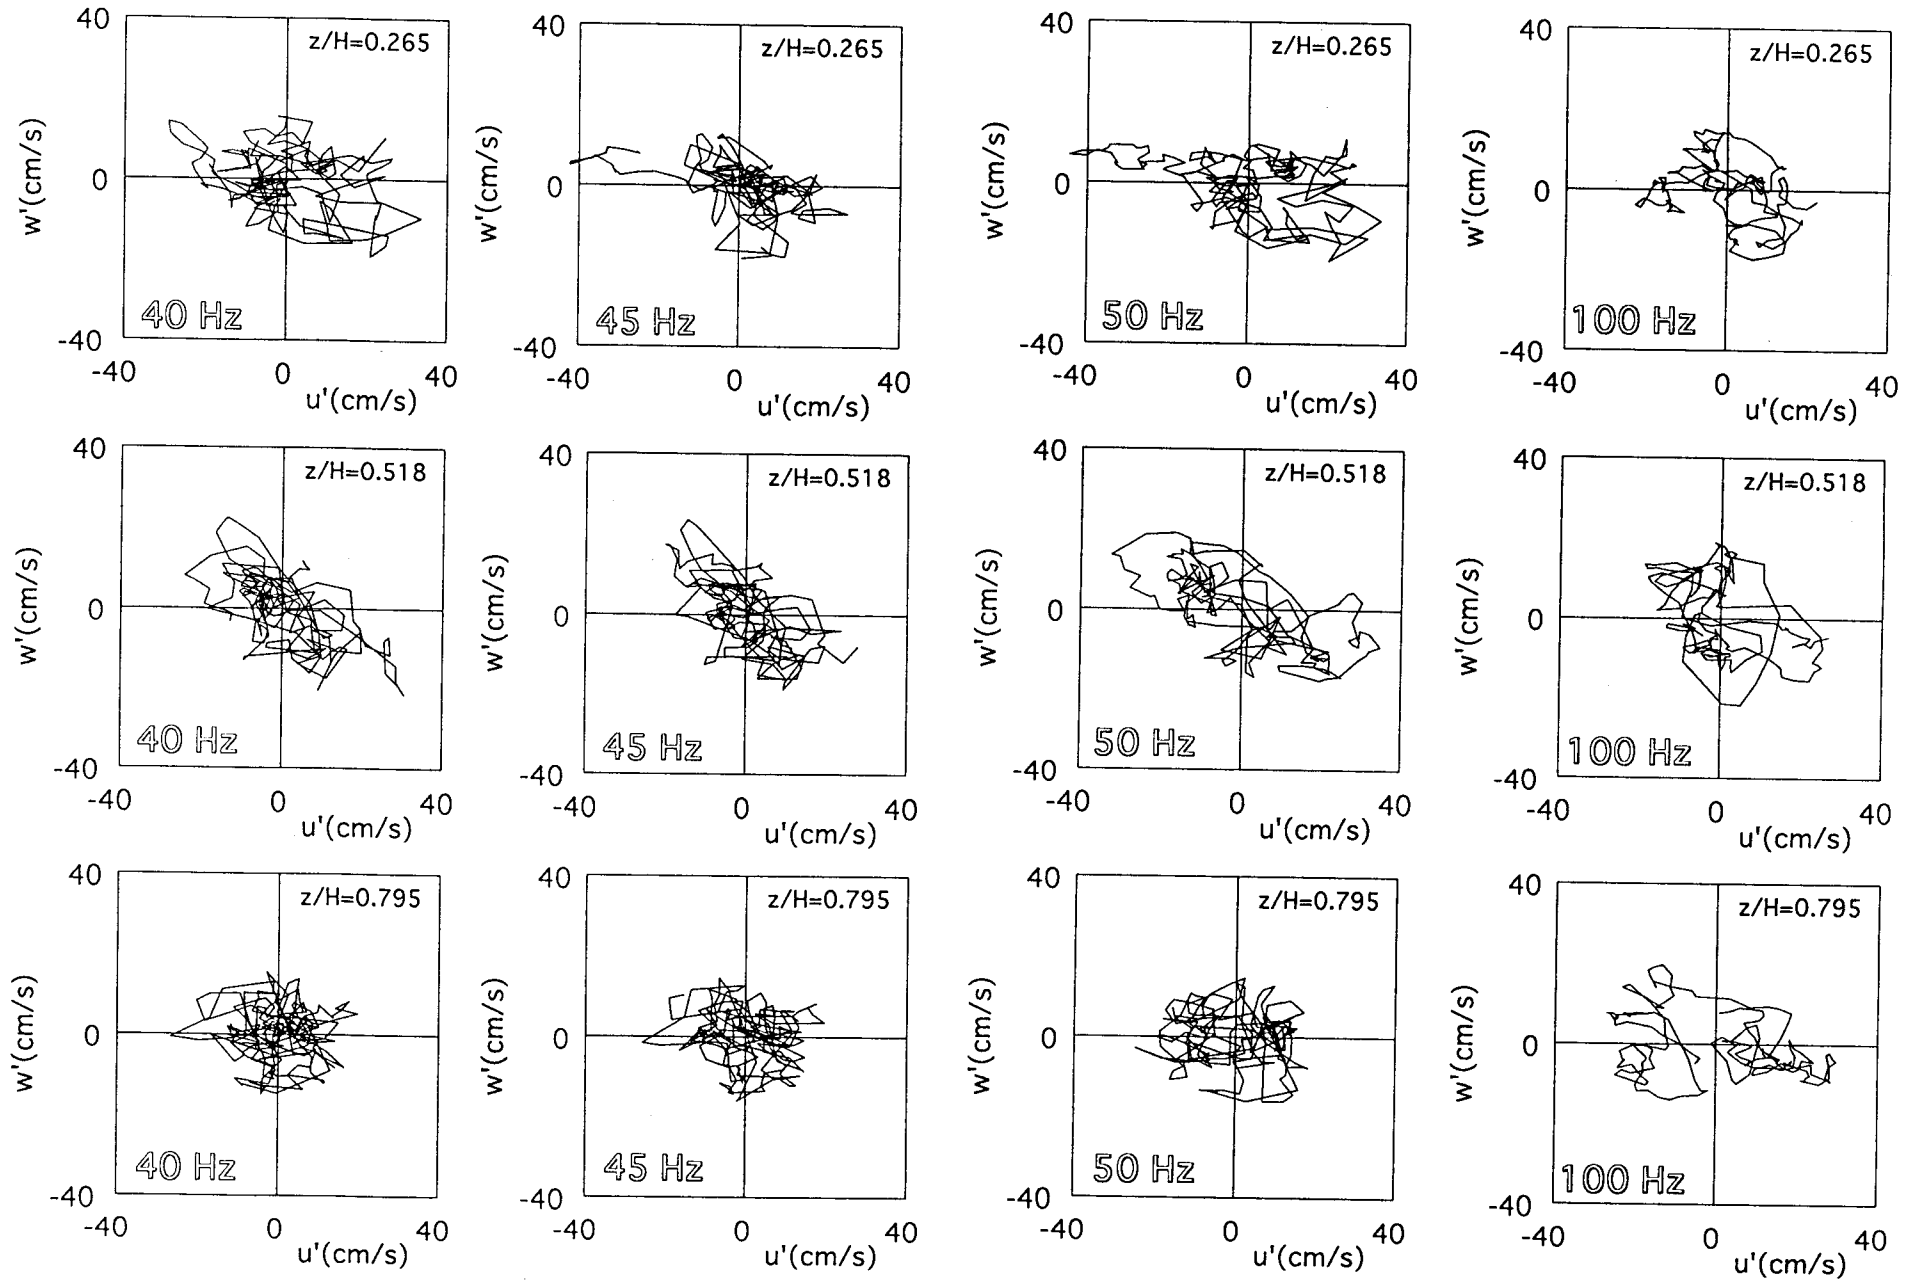 40 40 40 40
z/H=0.265 z/H=0.265 z/H=0.265 z/H=0.265
w'(cm/s) w'(cm/s) w'(cm/s) w'(cm/s)
0 0 0 0
40 Hz 45 Hz 50 Hz 100 Hz
-40 -40 -40 -40
-40 0 40 -40 0 40 -40 0 40 -40 0 40
u'(cm/s) u'(cm/s) u'(cm/s) u'(cm/s)
40 40 40 40
z/H=0.518 z/H=0.518 z/H=0.518 z/H=0.518
w'(cm/s) w'(cm/s) w'(cm/s) w'(cm/s)
0 0 0 0
40 Hz 45 Hz 50 Hz 100 Hz
-40 -40 -40 -40
-40 0 40 -40 0 40 -40 0 40 -40 0 40
u'(cm/s) u'(cm/s) u'(cm/s) u'(cm/s)
40 40 40 40
z/H=0.795 z/H=0.795 z/H=0.795 z/H=0.795
w'(cm/s) w'(cm/s) w'(cm/s) w'(cm/s)
0 0 0 0
40 Hz 45 Hz 50 Hz 100 Hz
-40 -40 -40 -40
-40 0 40 -40 0 40 -40 0 40 -40 0 40
u'(cm/s) u'(cm/s) u'(cm/s) u'(cm/s)